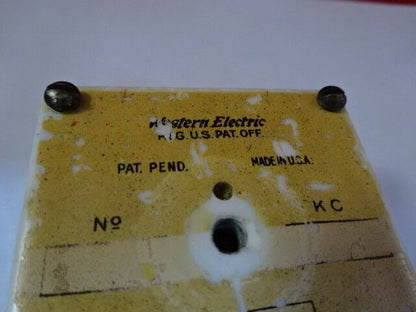 Western Electric
REG. U.S. PAT. OFF.
PAT. PEND. MADE IN U.S.A.
Nº KC